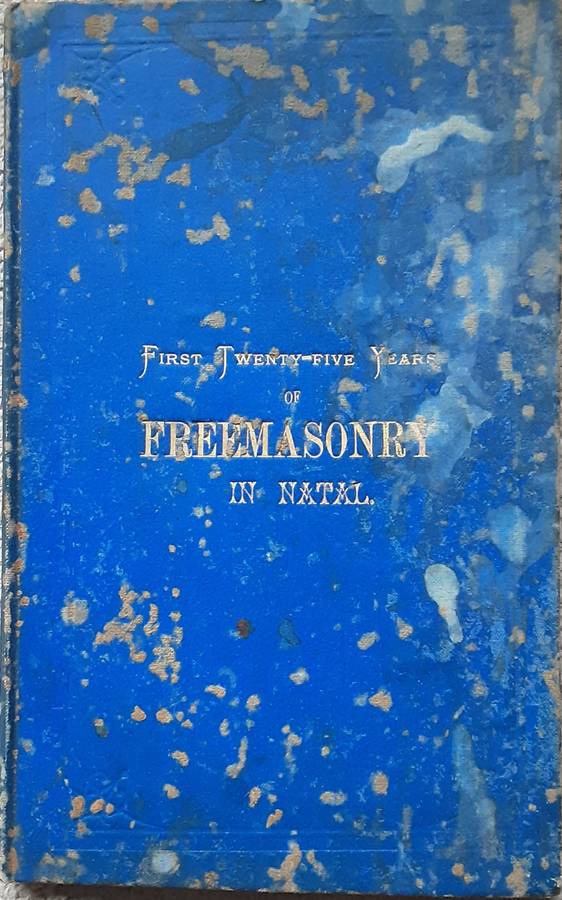 First Twenty-five Years
OF
FREEMASONRY
IN NATAL.